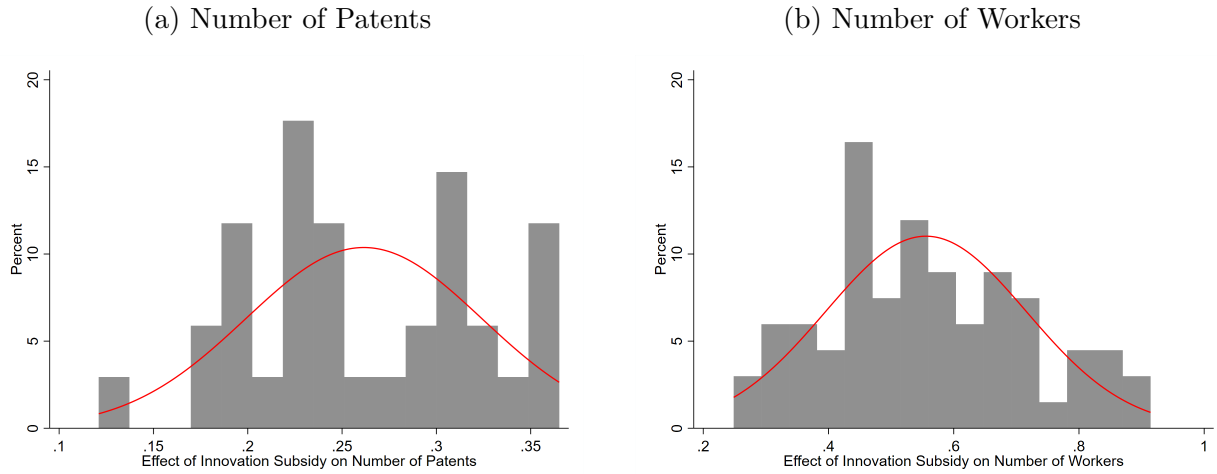 (a) Number of Patents
Percent
20
15
10
5
0
.1 .15 .2 .25 .3 .35
Effect of Innovation Subsidy on Number of Patents
(b) Number of Workers
Percent
20
15
10
5
0
.2 .4 .6 .8 1
Effect of Innovation Subsidy on Number of Workers